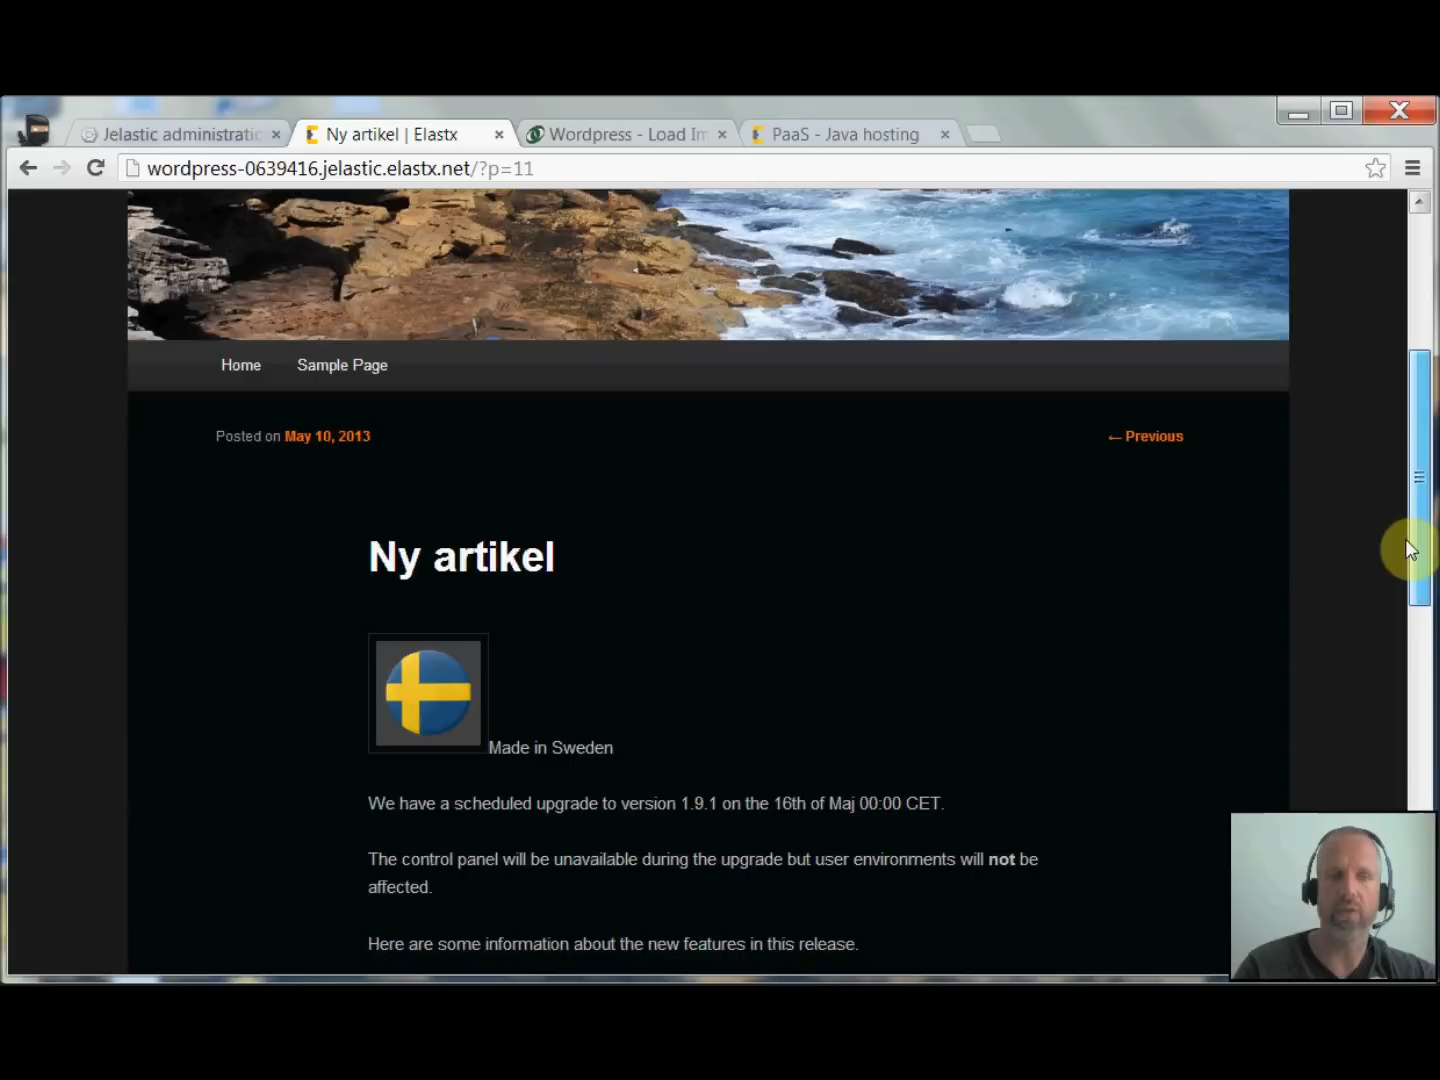 Jelastic administratio
Ny artikel | Elastx
Wordpress - Load Im
PaaS - Java hosting
wordpress-0639416.jelastic.elastx.net/?p=11
Home
Sample Page
Posted on May 10, 2013
← Previous
Ny artikel
Made in Sweden
We have a scheduled upgrade to version 1.9.1 on the 16th of Maj 00:00 CET.
The control panel will be unavailable during the upgrade but user environments will not be
affected.
Here are some information about the new features in this release.